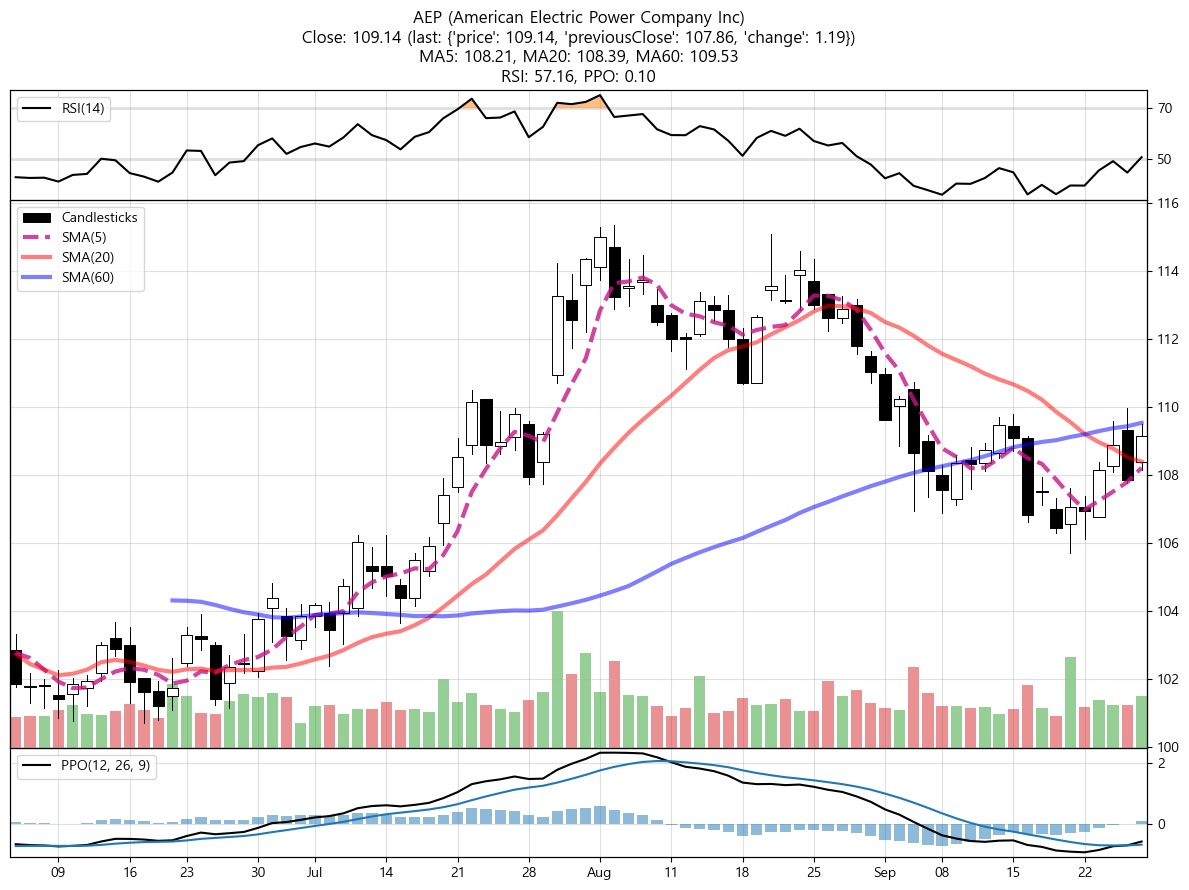 AEP (American Electric Power Company Inc)
Close: 109.14 (last: {'price': 109.14, 'previousClose': 107.86, 'change': 1.19})
MA5: 108.21, MA20: 108.39, MA60: 109.53
RSI: 57.16, PPO: 0.10
RSI(14)
70
50
Candlesticks
SMA(5)
SMA(20)
SMA(60)
116
114
112
110
108
106
104
102
100
PPO(12, 26, 9)
2
0
09 16 23 30 Jul 14 21 28 Aug 11 18 25 Sep 08 15 22